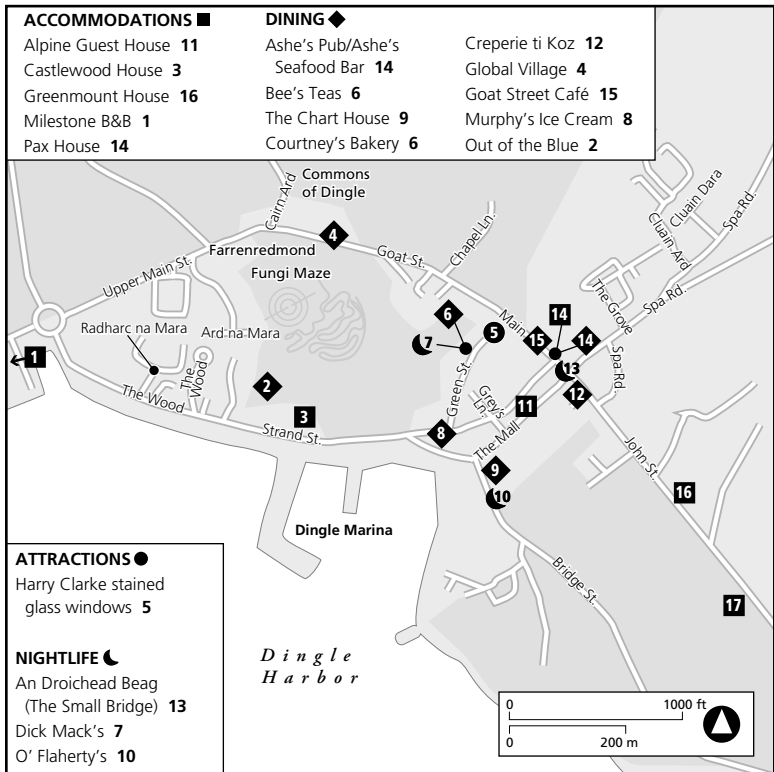 ACCOMMODATIONS
Alpine Guest House 11
Castlewood House 3
Greenmount House 16
Milestone B&B 1
Pax House 14
DINING
Ashe's Pub/Ashe's
Seafood Bar 14
Bee's Teas 6
The Chart House 9
Courtney's Bakery 6
Creperie ti Koz 12
Global Village 4
Goat Street Café 15
Murphy's Ice Cream 8
Out of the Blue 2
Commons
of Dingle
Cairn Ard
4
Farrenredmond
Fungi Maze
Goat St.
Chapel Ln.
Cluain Dara
Cluain Ard
Spa Rd.
Upper Main St.
The Grove
Spa Rd.
Radharc na Mara
Ard na Mara
6
5
7
Main St.
14
15
14
13
Spa Rd.
1
The Wood
The Wood
2
3
Strand St.
Green St.
Grey's
Ln.
11
12
8
The Mall
John St.
9
10
16
Dingle Marina
Bridge St.
17
ATTRACTIONS
Harry Clarke stained
glass windows 5
NIGHTLIFE
An Droichead Beag
(The Small Bridge) 13
Dick Mack's 7
O' Flaherty's 10
Dingle
Harbor
0 1000 ft
0 200 m